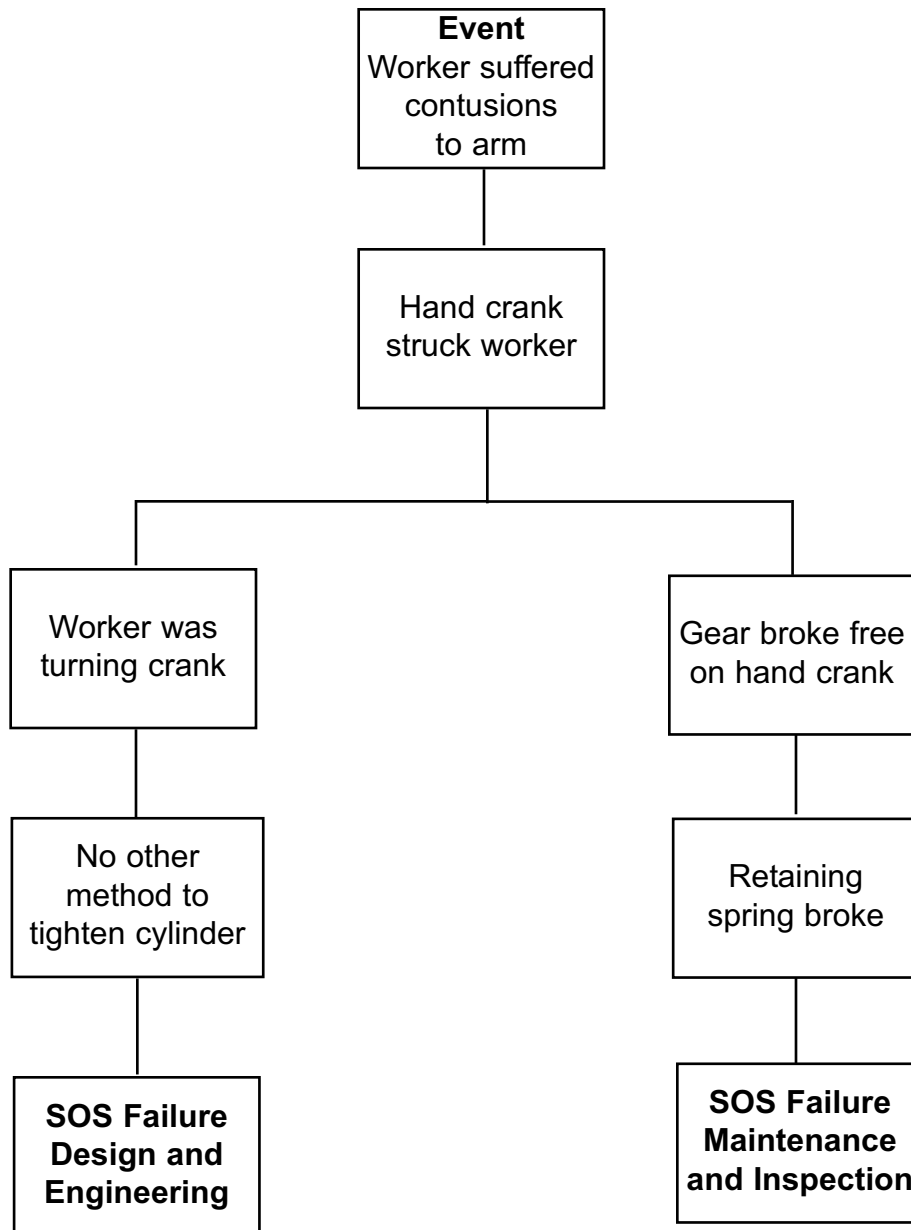 Event
Worker suffered
contusions
to arm
Hand crank
struck worker
Worker was
turning crank
Gear broke free
on hand crank
No other
method to
tighten cylinder
Retaining
spring broke
SOS Failure
Design and
Engineering
SOS Failure
Maintenance
and Inspection